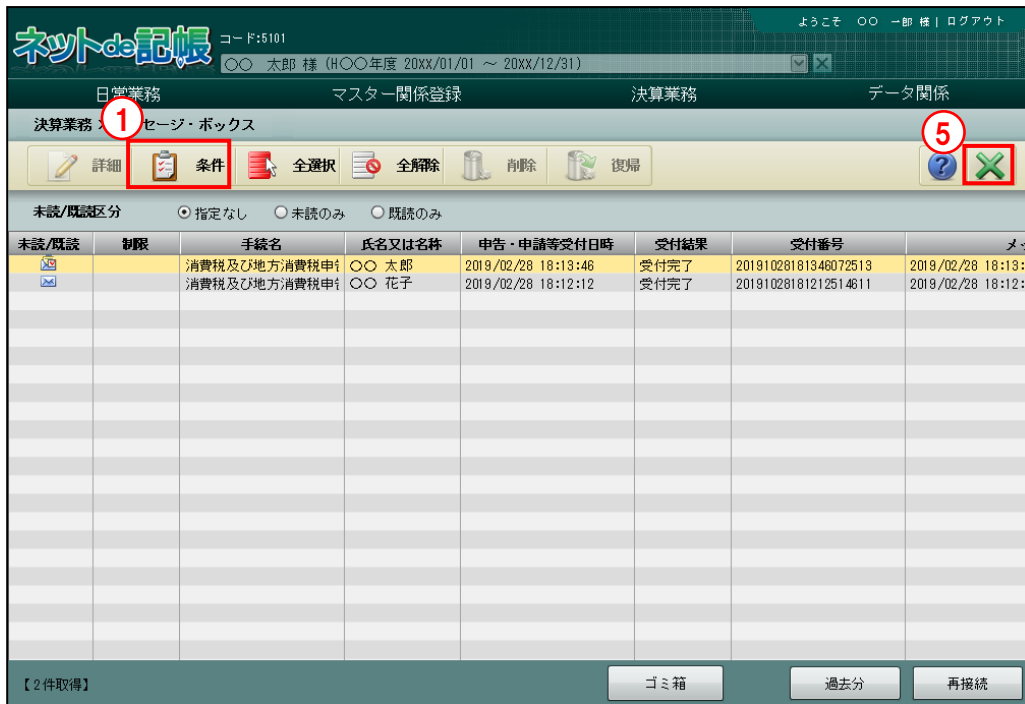 ようこそ 〇〇 一郎 様 | ログアウト
ネットde記帳 コード:5101
〇〇 太郎 様 (H〇〇年度 20XX/01/01 ～ 20XX/12/31)
日常業務 マスター関係登録 決算業務 データ関係
決算業務 セージ・ボックス
① ⑤
詳細 条件 全選択 全解除 削除 復帰 ?
未読/既読区分 指定なし 未読のみ 既読のみ
未読/既読 制限 手続名 氏名又は名称 申告・申請等受付日時 受付結果 受付番号 メッ
消費税及び地方消費税申告 〇〇 太郎 2019/02/28 18:13:46 受付完了 20191028181346072513 2019/02/28 18:13:
消費税及び地方消費税申告 〇〇 花子 2019/02/28 18:12:12 受付完了 20191028181212514611 2019/02/28 18:12:
【2件取得】 ゴミ箱 過去分 再接続